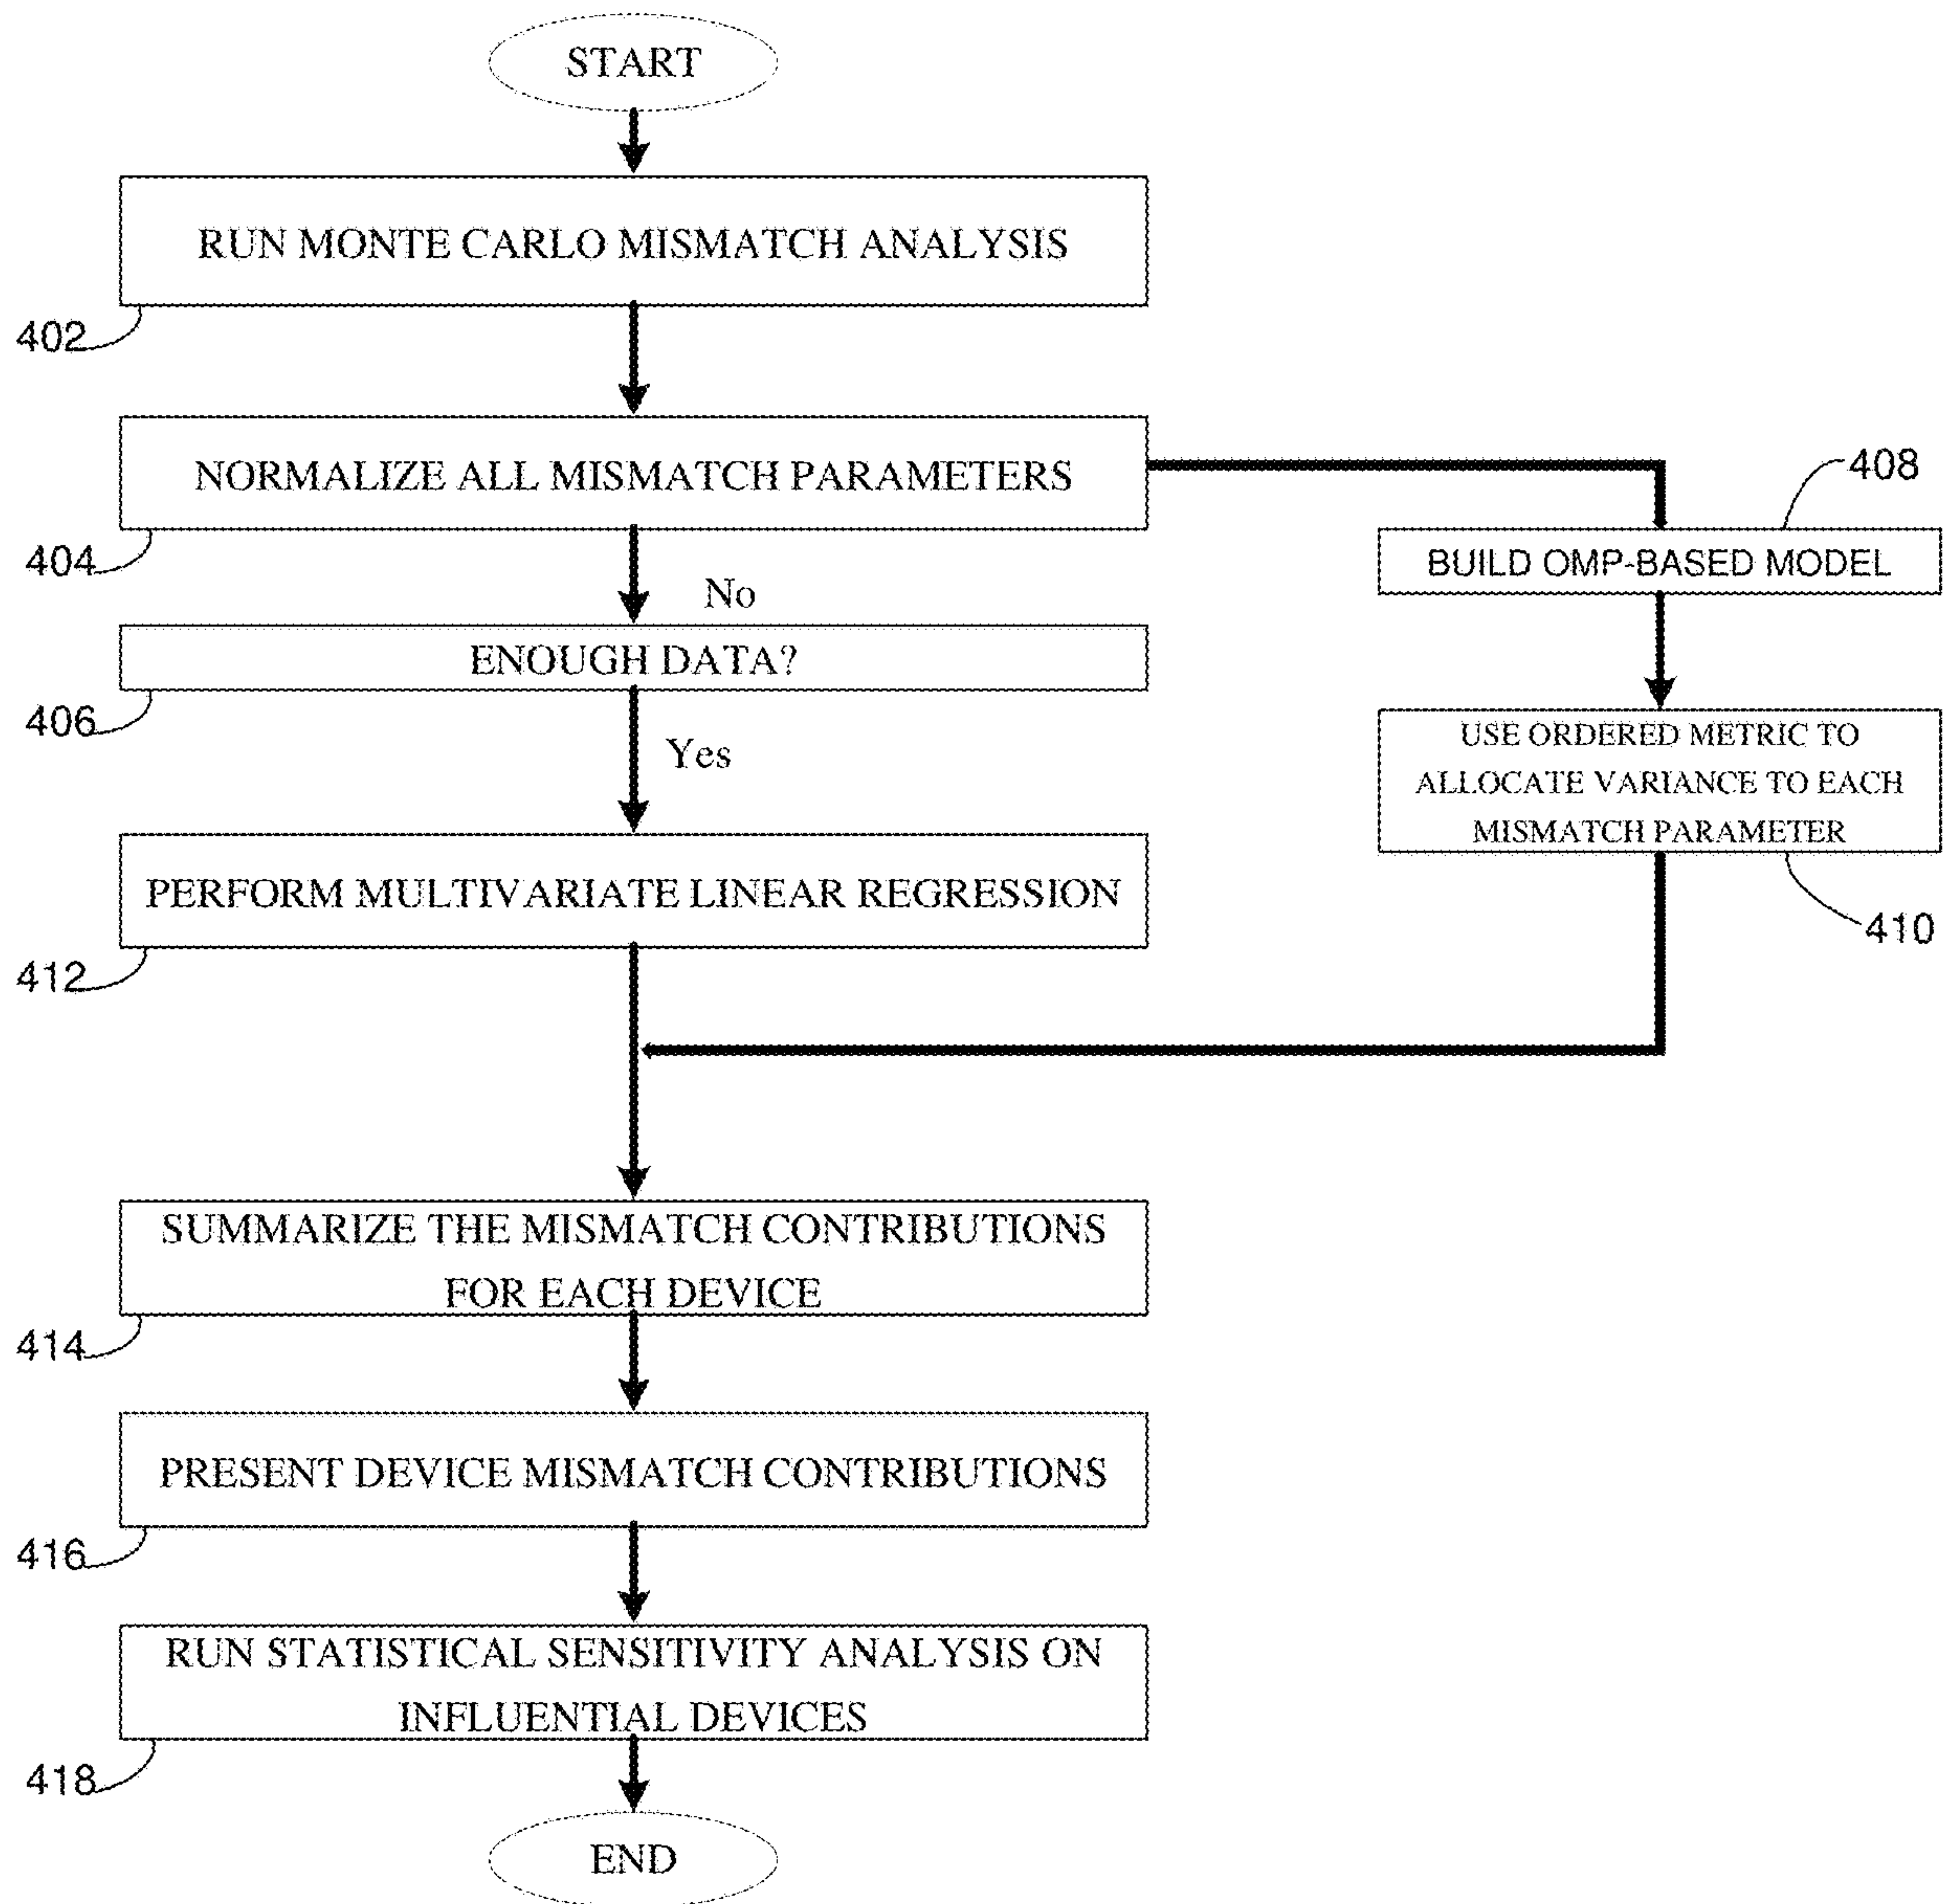 START
RUN MONTE CARLO MISMATCH ANALYSIS
402
NORMALIZE ALL MISMATCH PARAMETERS
404
408
BUILD OMP-BASED MODEL
No
ENOUGH DATA?
406
Yes
USE ORDERED METRIC TO
ALLOCATE VARIANCE TO EACH
MISMATCH PARAMETER
410
PERFORM MULTIVARIATE LINEAR REGRESSION
412
SUMMARIZE THE MISMATCH CONTRIBUTIONS
FOR EACH DEVICE
414
PRESENT DEVICE MISMATCH CONTRIBUTIONS
416
RUN STATISTICAL SENSITIVITY ANALYSIS ON
INFLUENTIAL DEVICES
418
END